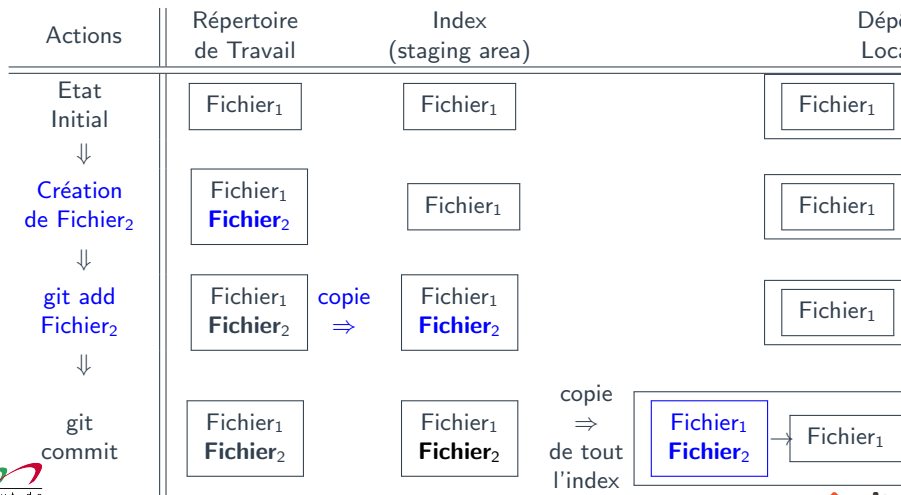 Actions
Répertoire
de Travail
Index
(staging area)
Etat
Initial
Fichier₁
Fichier₁
Fichier₁
⇓
Création
de Fichier₂
Fichier₁
Fichier₂
Fichier₁
Fichier₁
⇓
git add
Fichier₂
Fichier₁
Fichier₂
copie
⇒
Fichier₁
Fichier₂
Fichier₁
⇓
git
commit
Fichier₁
Fichier₂
Fichier₁
Fichier₂
copie
⇒
de tout
l'index
Fichier₁
Fichier₂
→
Fichier₁